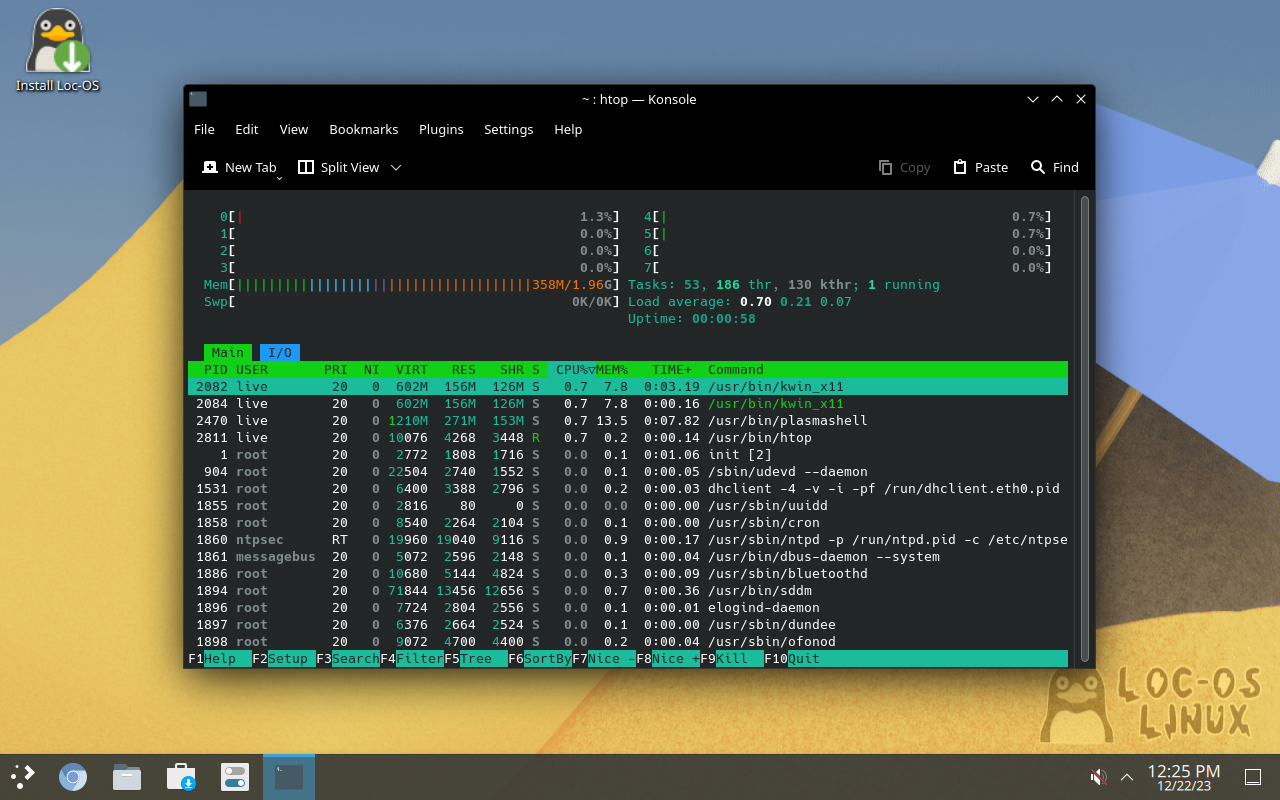 Install Loc-OS
~ : htop — Konsole
File Edit View Bookmarks Plugins Settings Help
New Tab Split View Copy Paste Find
0[| 1.3%] 4[| 0.7%]
1[ 0.0%] 5[| 0.7%]
2[ 0.0%] 6[ 0.0%]
3[ 0.0%] 7[ 0.0%]
Mem[||||||||||||||||||||||||||||||||||||| 358M/1.96G] Tasks: 53, 186 thr, 130 kthr; 1 running
Swp[ 0K/0K] Load average: 0.70 0.21 0.07
Uptime: 00:00:58
Main I/O
PID USER PRI NI VIRT RES SHR S CPU%▽MEM% TIME+ Command
2082 live 20 0 602M 156M 126M S 0.7 7.8 0:03.19 /usr/bin/kwin_x11
2084 live 20 0 602M 156M 126M S 0.7 7.8 0:00.16 /usr/bin/kwin_x11
2470 live 20 0 1210M 271M 153M S 0.7 13.5 0:07.82 /usr/bin/plasmashell
2811 live 20 0 10076 4268 3448 R 0.7 0.2 0:00.14 /usr/bin/htop
1 root 20 0 2772 1808 1716 S 0.0 0.1 0:01.06 init [2]
904 root 20 0 22504 2740 1552 S 0.0 0.1 0:00.05 /sbin/udevd --daemon
1531 root 20 0 6400 3388 2796 S 0.0 0.2 0:00.03 dhclient -4 -v -i -pf /run/dhclient.eth0.pid
1855 root 20 0 2816 80 0 S 0.0 0.0 0:00.00 /usr/sbin/uuidd
1858 root 20 0 8540 2264 2104 S 0.0 0.1 0:00.00 /usr/sbin/cron
1860 ntpsec RT 0 19960 19040 9116 S 0.0 0.9 0:00.17 /usr/sbin/ntpd -p /run/ntpd.pid -c /etc/ntpse
1861 messagebus 20 0 5072 2596 2148 S 0.0 0.1 0:00.04 /usr/bin/dbus-daemon --system
1886 root 20 0 10680 5144 4824 S 0.0 0.3 0:00.09 /usr/sbin/bluetoothd
1894 root 20 0 71844 13456 12656 S 0.0 0.7 0:00.36 /usr/bin/sddm
1896 root 20 0 7724 2804 2556 S 0.0 0.1 0:00.01 elogind-daemon
1897 root 20 0 6376 2664 2524 S 0.0 0.1 0:00.00 /usr/sbin/dundee
1898 root 20 0 9072 4700 4400 S 0.0 0.2 0:00.04 /usr/sbin/ofonod
F1Help F2Setup F3SearchF4FilterF5Tree F6SortByF7Nice -F8Nice +F9Kill F10Quit
LOC-OS
LINUX
12:25 PM
12/22/23